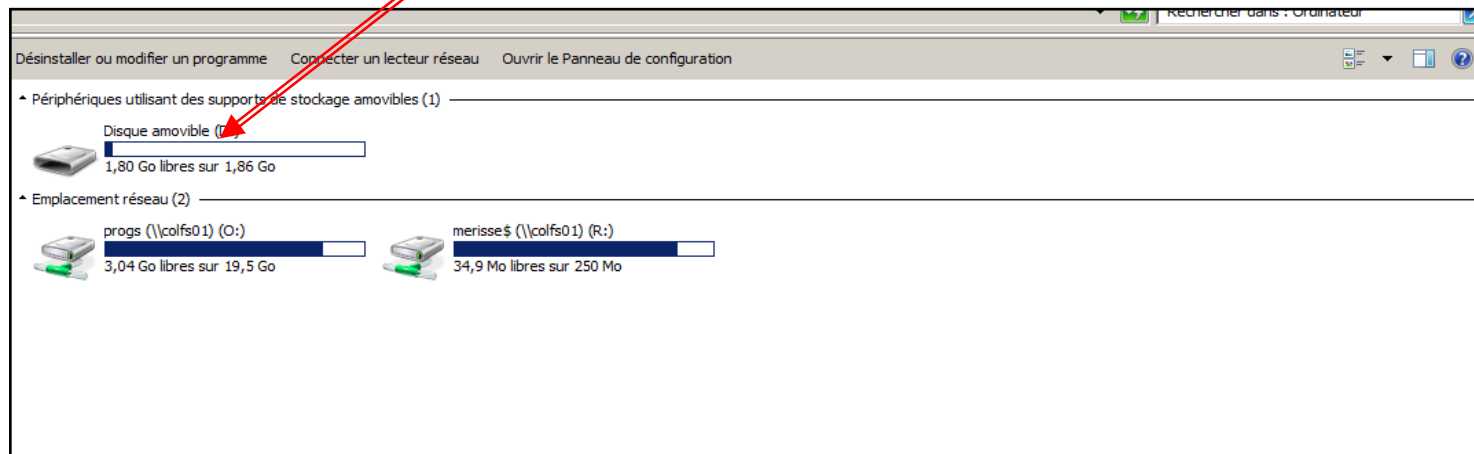 Rechercher dans : Ordinateur
Désinstaller ou modifier un programme Connecter un lecteur réseau Ouvrir le Panneau de configuration
Périphériques utilisant des supports de stockage amovibles (1)
Disque amovible
1,80 Go libres sur 1,86 Go
Emplacement réseau (2)
progs (\\colfs01) (O:) merisse$ (\\colfs01) (R:)
3,04 Go libres sur 19,5 Go 34,9 Mo libres sur 250 Mo